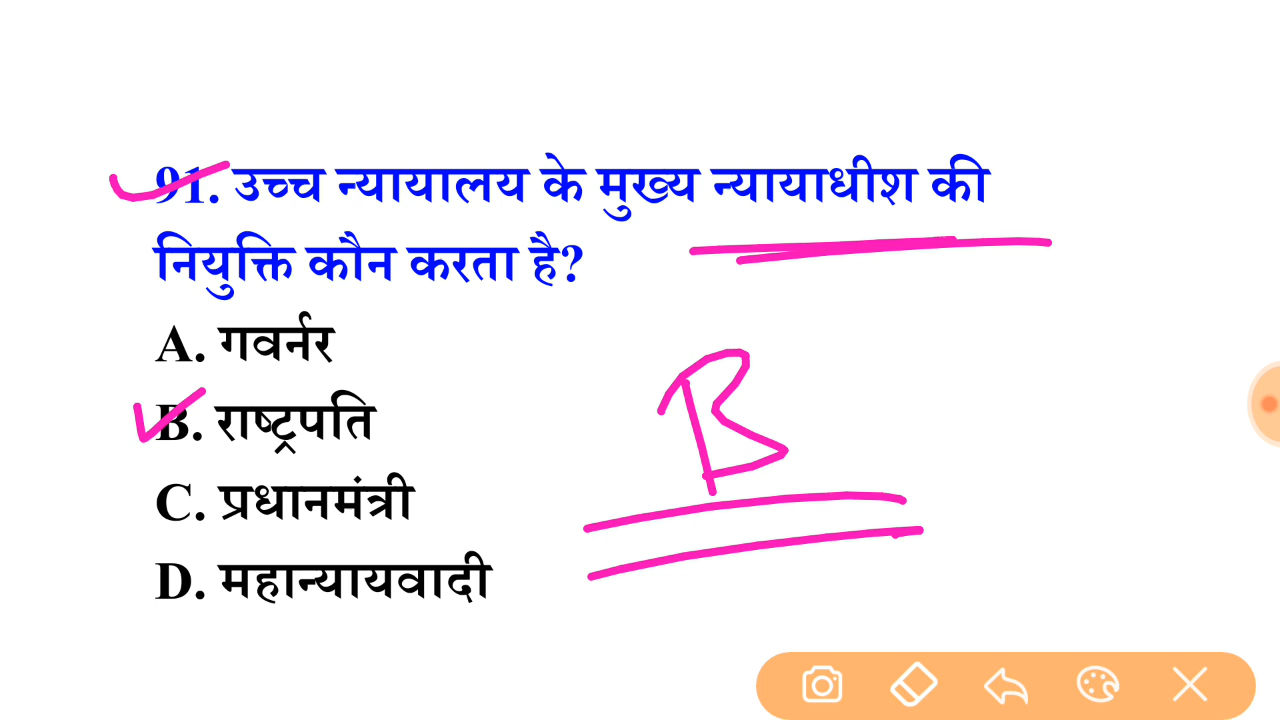 91. उच्च न्यायालय के मुख्य न्यायाधीश की
नियुक्ति कौन करता है?
A. गवर्नर
B. राष्ट्रपति
C. प्रधानमंत्री
D. महान्यायवादी
B